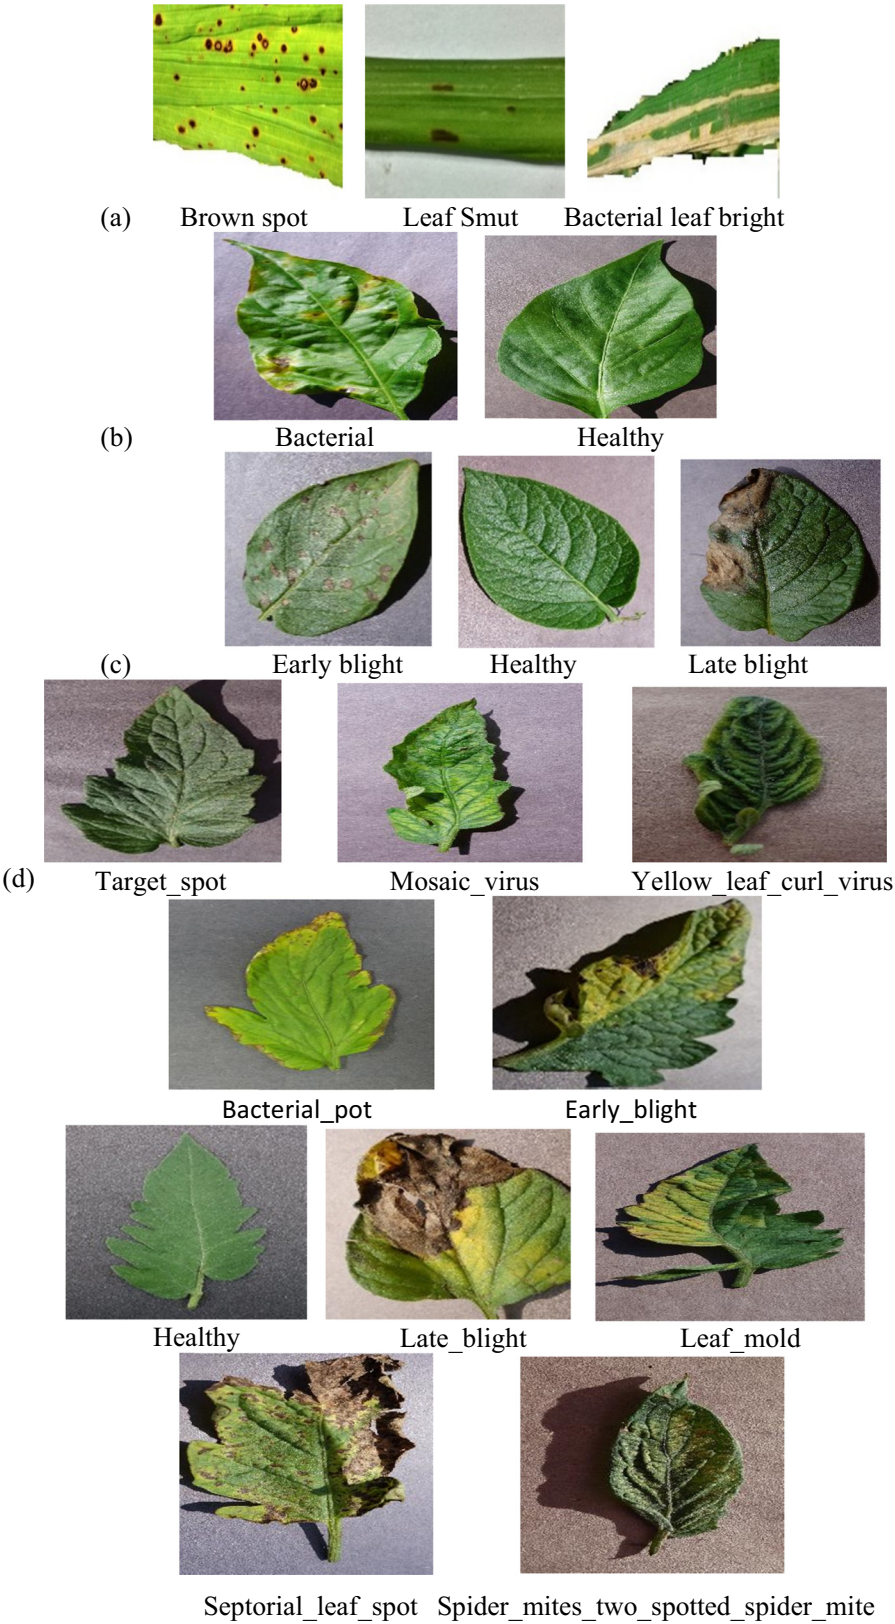 (a) Brown spot Leaf Smut Bacterial leaf bright
(b) Bacterial Healthy
(c) Early blight Healthy Late blight
(d) Target_spot Mosaic_virus Yellow_leaf_curl_virus
Bacterial_pot Early_blight
Healthy Late_blight Leaf_mold
Septorial_leaf_spot Spider_mites_two_spotted_spider_mite